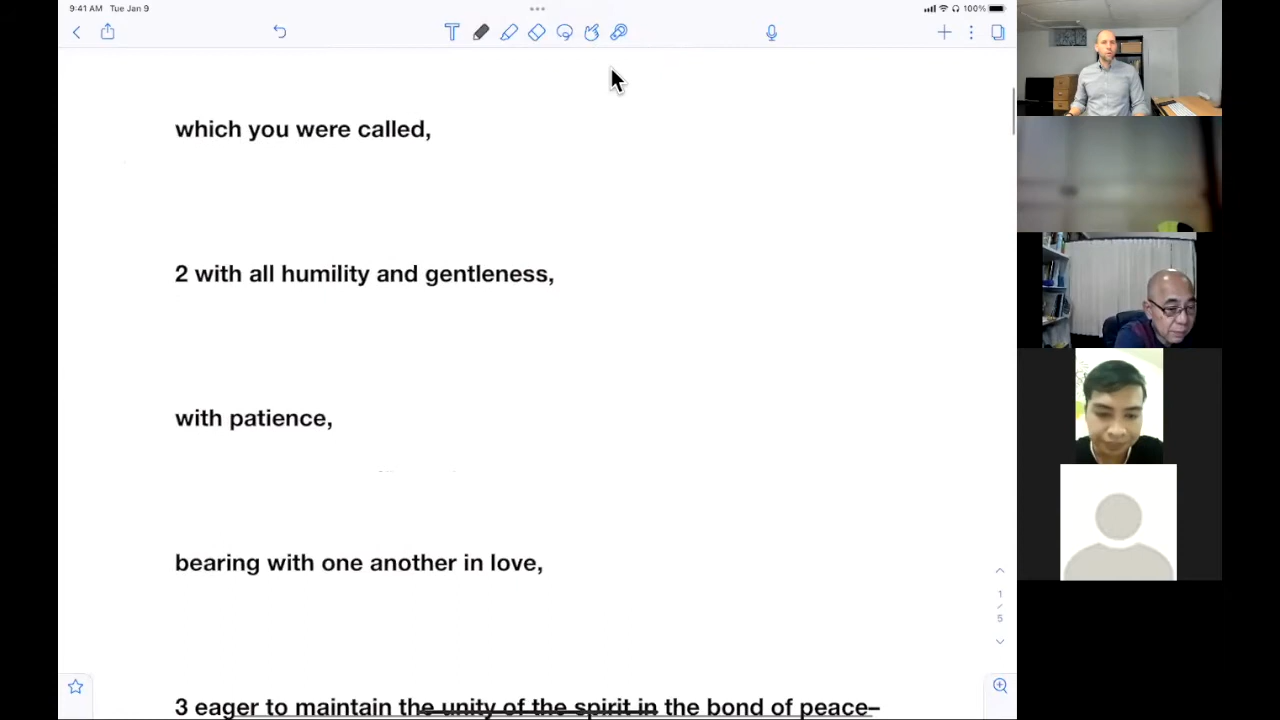 9:41 AM Tue Jan 9
100%
which you were called,
2 with all humility and gentleness,
with patience,
bearing with one another in love,
1
/
5
3 eager to maintain the unity of the spirit in the bond of peace–